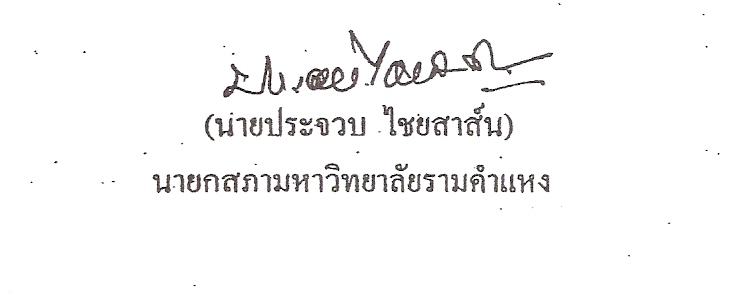 (นายประจวบ ไชยสาส์น)
นายกสภามหาวิทยาลัยรามคำแหง